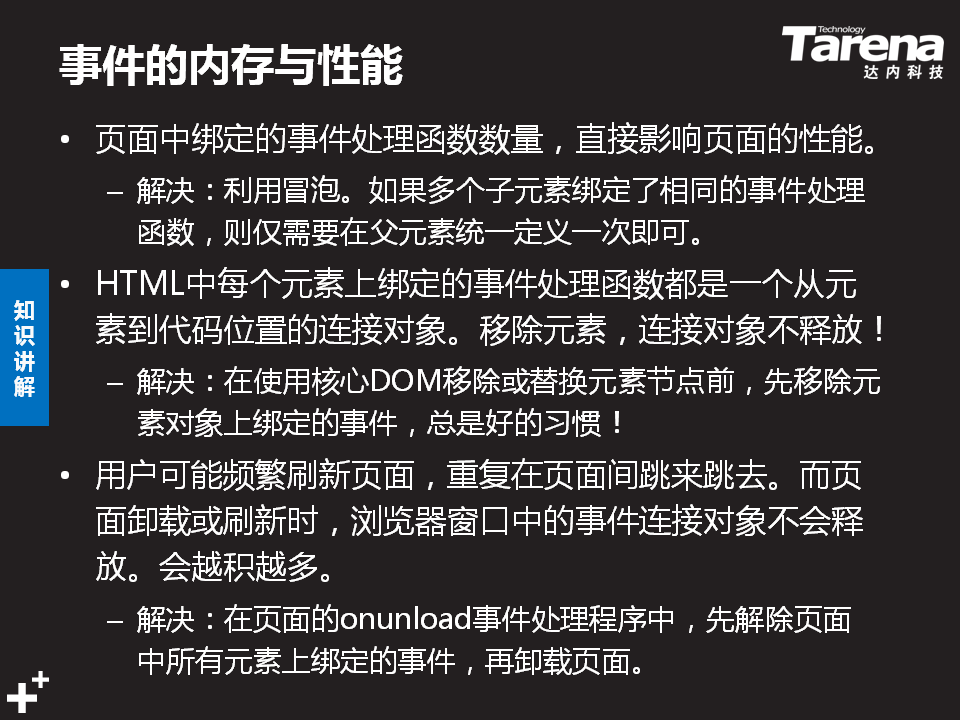 事件的内存与性能
Technology
Tarena
达内科技
• 页面中绑定的事件处理函数数量，直接影响页面的性能。
– 解决：利用冒泡。如果多个子元素绑定了相同的事件处理
函数，则仅需要在父元素统一定义一次即可。
• HTML中每个元素上绑定的事件处理函数都是一个从元
素到代码位置的连接对象。移除元素，连接对象不释放！
– 解决：在使用核心DOM移除或替换元素节点前，先移除元
素对象上绑定的事件，总是好的习惯！
• 用户可能频繁刷新页面，重复在页面间跳来跳去。而页
面卸载或刷新时，浏览器窗口中的事件连接对象不会释
放。会越积越多。
– 解决：在页面的onunload事件处理程序中，先解除页面
中所有元素上绑定的事件，再卸载页面。
知
识
讲
解